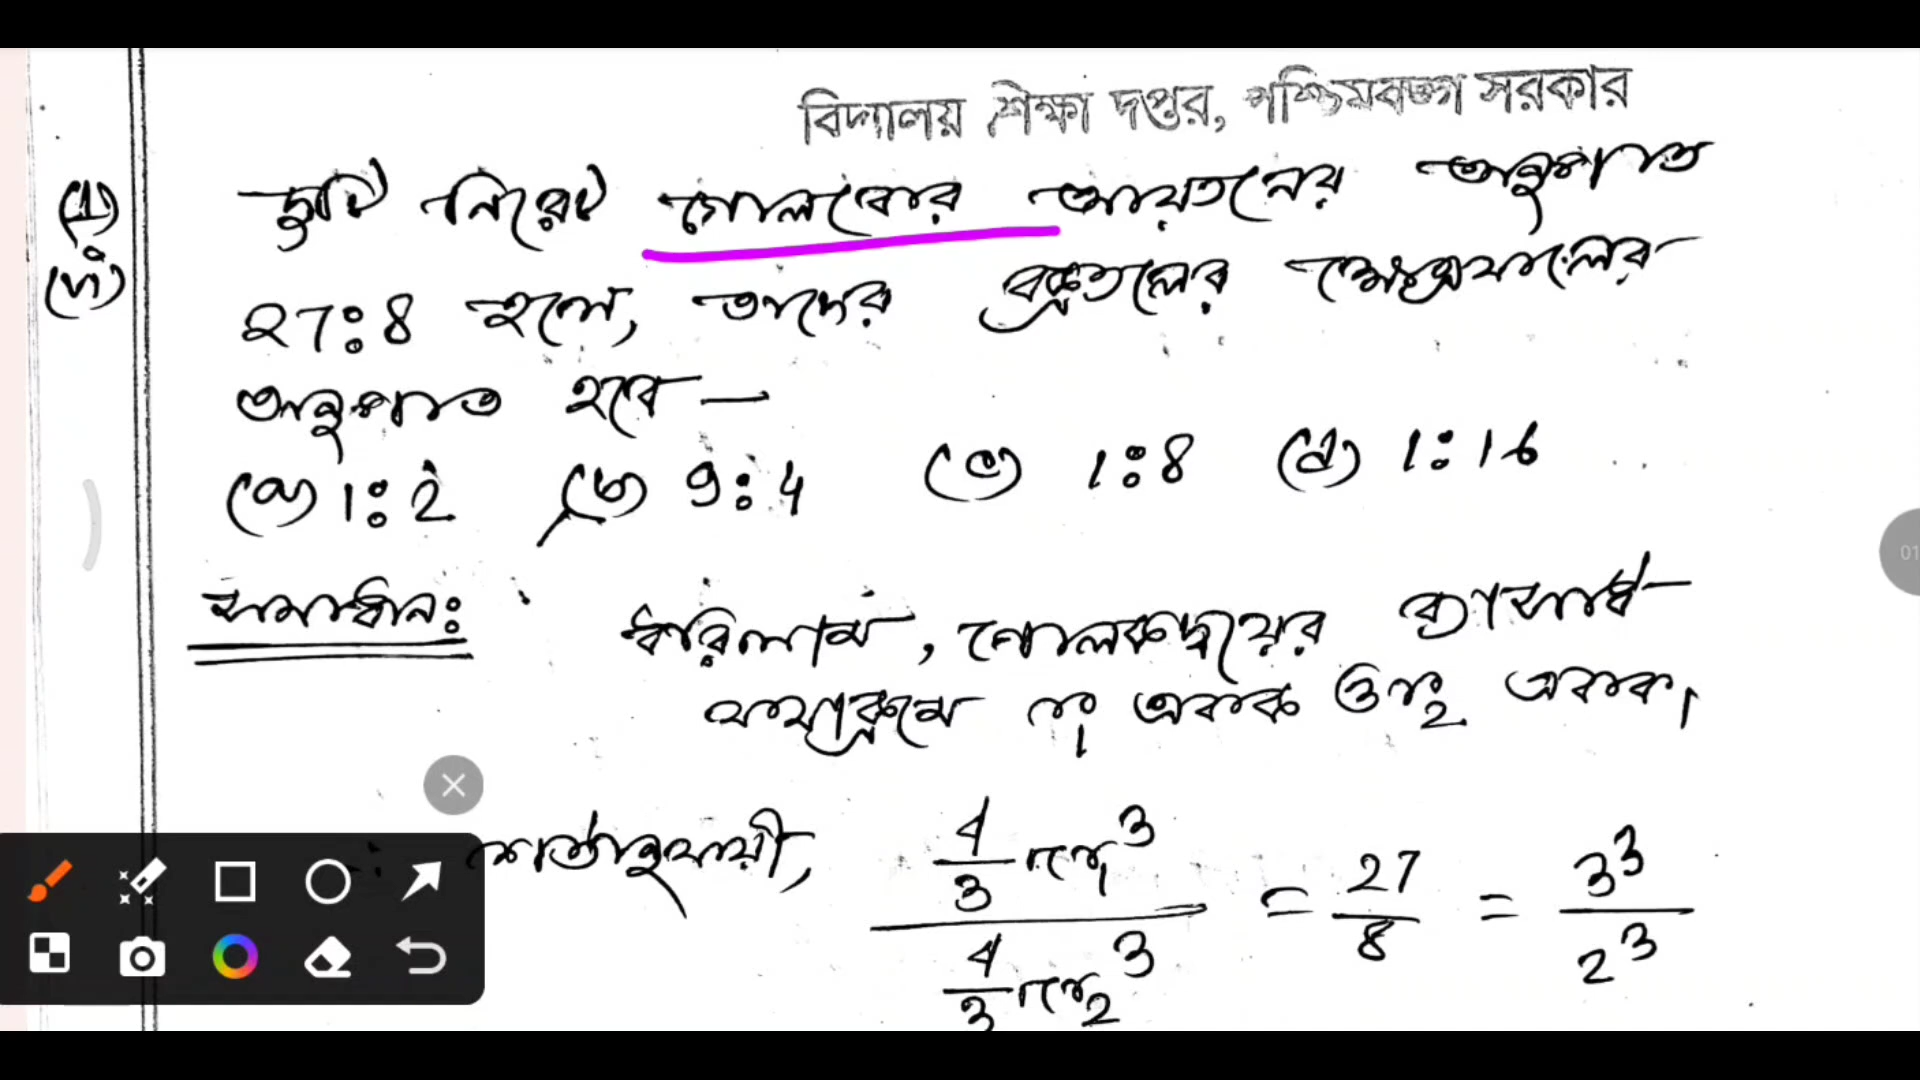 বিদ্যালয় শিক্ষা দপ্তর, পশ্চিমবঙ্গ সরকার
(1) দুটি নিরেট গোলকের আয়তনের অনুপাত
27:8 হলে, তাদের বক্রতলের ক্ষেত্রফলের
অনুপাত হবে —
(a) 1:2 (b) 9:4 (c) 1:8 (d) 1:16
সমাধান:
ধরিলাম, গোলকদ্বয়ের ব্যাসার্ধ
যথাক্রমে r₁ একক ও r₂ একক।
শর্তানুযায়ী, 4/3 πr₁³ / 4/3 πr₂³ = 27/8 = 3³/2³
01